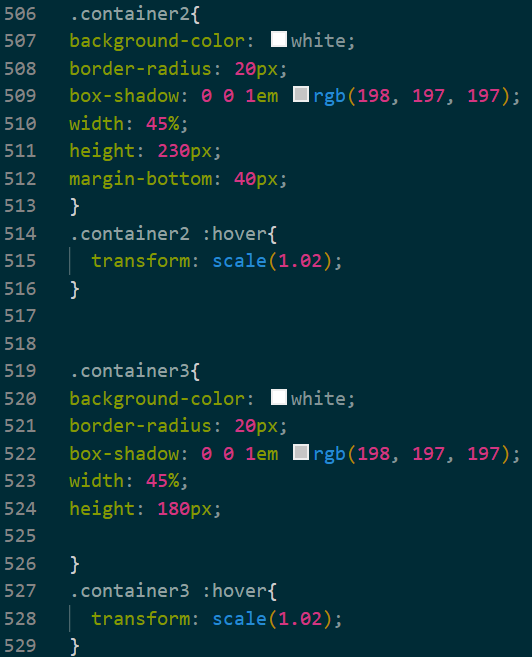 506 .container2{
507 background-color: white;
508 border-radius: 20px;
509 box-shadow: 0 0 1em rgb(198, 197, 197);
510 width: 45%;
511 height: 230px;
512 margin-bottom: 40px;
513 }
514 .container2 :hover{
515 transform: scale(1.02);
516 }
517
518
519 .container3{
520 background-color: white;
521 border-radius: 20px;
522 box-shadow: 0 0 1em rgb(198, 197, 197);
523 width: 45%;
524 height: 180px;
525
526 }
527 .container3 :hover{
528 transform: scale(1.02);
529 }